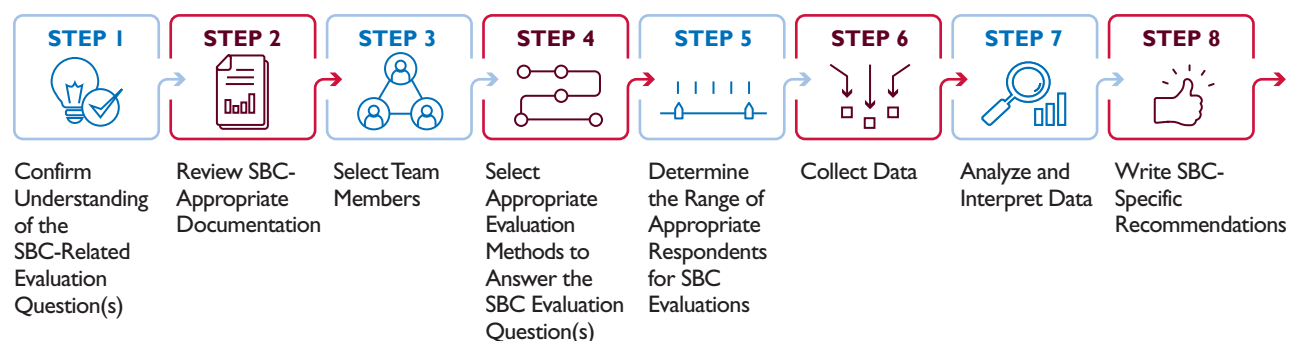 STEP 1
Confirm
Understanding
of the
SBC-Related
Evaluation
Question(s)
STEP 2
Review SBC-
Appropriate
Documentation
STEP 3
Select Team
Members
STEP 4
Select
Appropriate
Evaluation
Methods to
Answer the
SBC Evaluation
Question(s)
STEP 5
Determine
the Range of
Appropriate
Respondents
for SBC
Evaluations
STEP 6
Collect Data
STEP 7
Analyze and
Interpret Data
STEP 8
Write SBC-
Specific
Recommendations